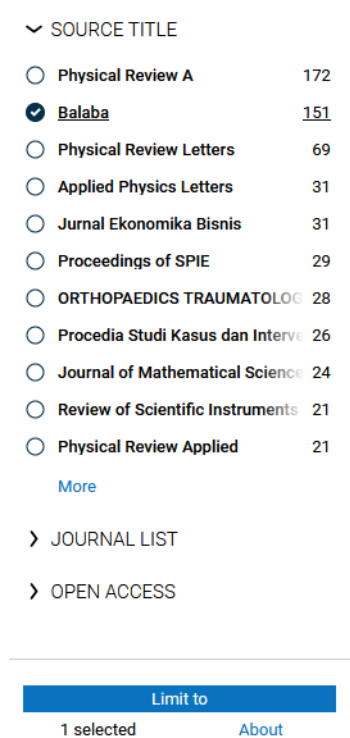 SOURCE TITLE
Physical Review A 172
Balaba 151
Physical Review Letters 69
Applied Physics Letters 31
Jurnal Ekonomika Bisnis 31
Proceedings of SPIE 29
ORTHOPAEDICS TRAUMATOLOG 28
Procedia Studi Kasus dan Interve 26
Journal of Mathematical Science 24
Review of Scientific Instruments 21
Physical Review Applied 21
More
JOURNAL LIST
OPEN ACCESS
Limit to
1 selected About